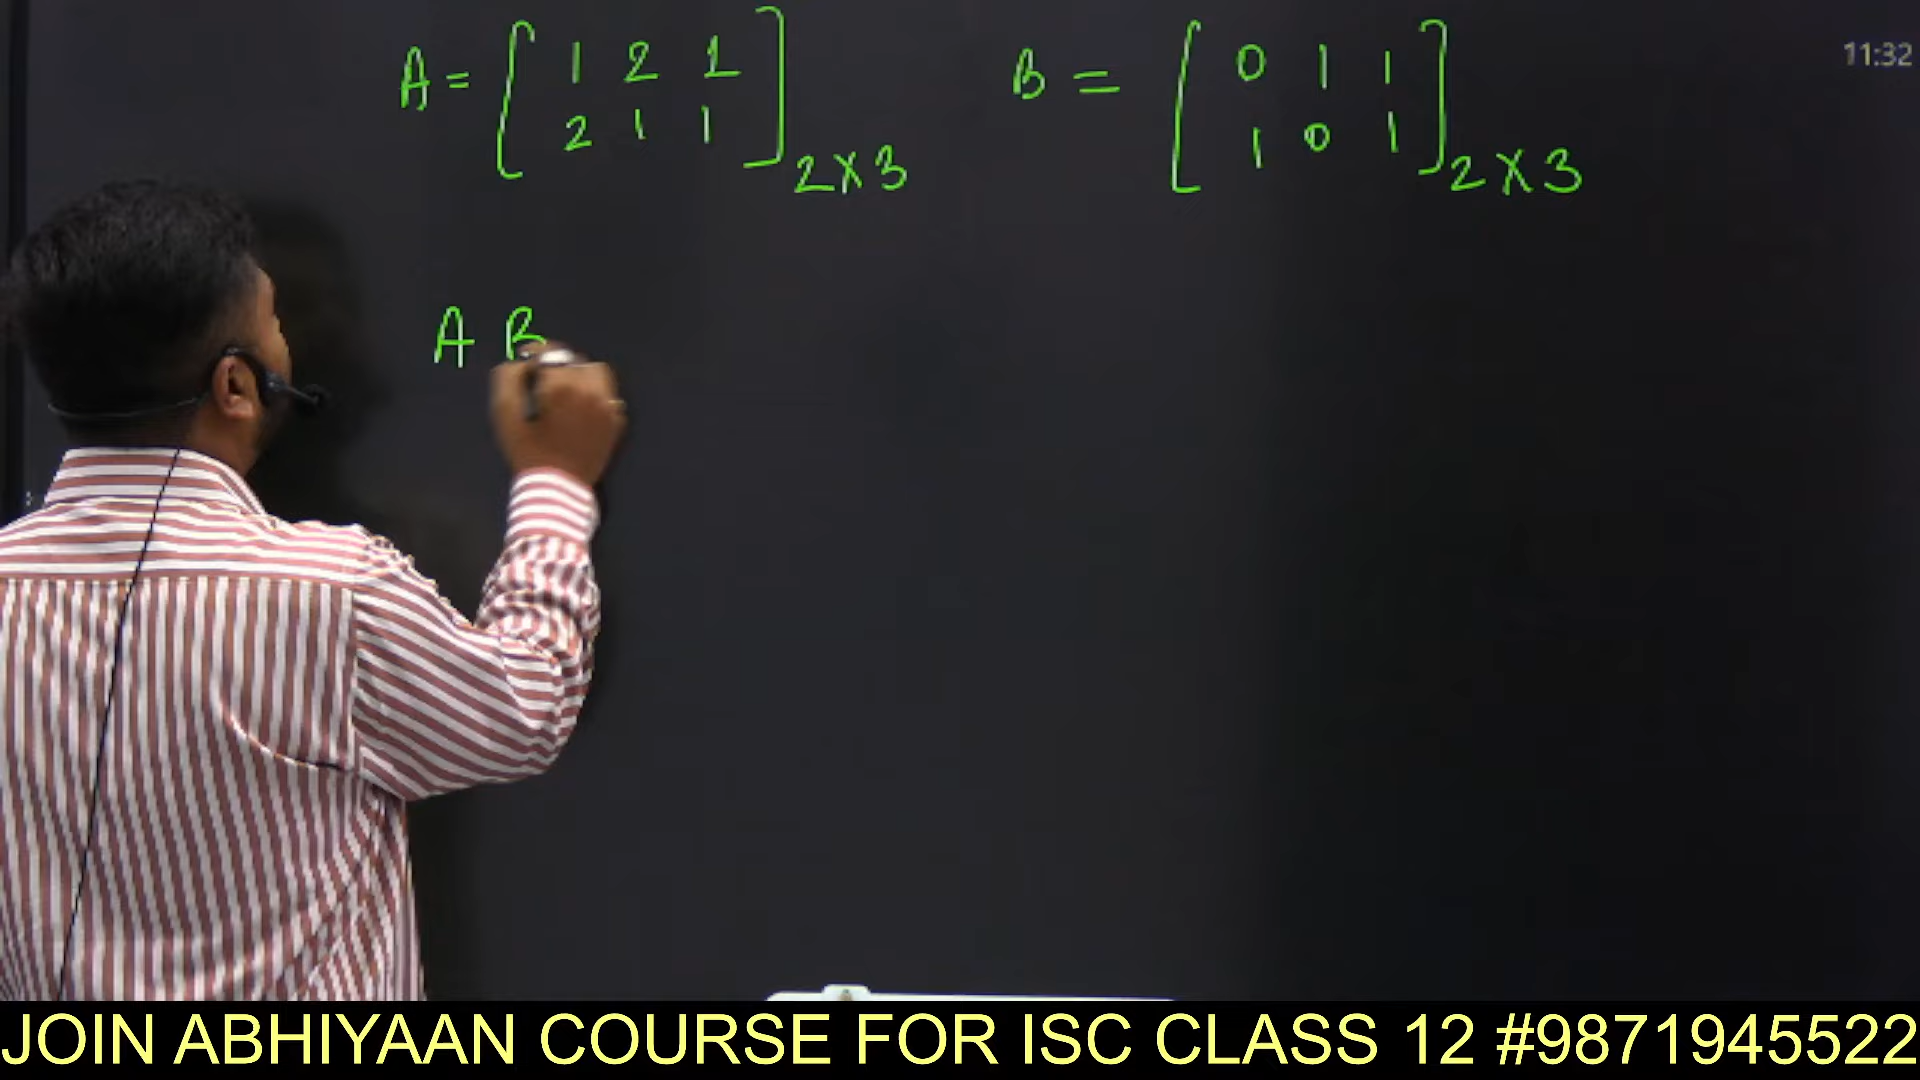 A = [ 1 2 1 B = [ 0 1 1 11:32
2 1 1 ] 2x3 1 0 1 ] 2x3
A B
JOIN ABHIYAAN COURSE FOR ISC CLASS 12 #9871945522